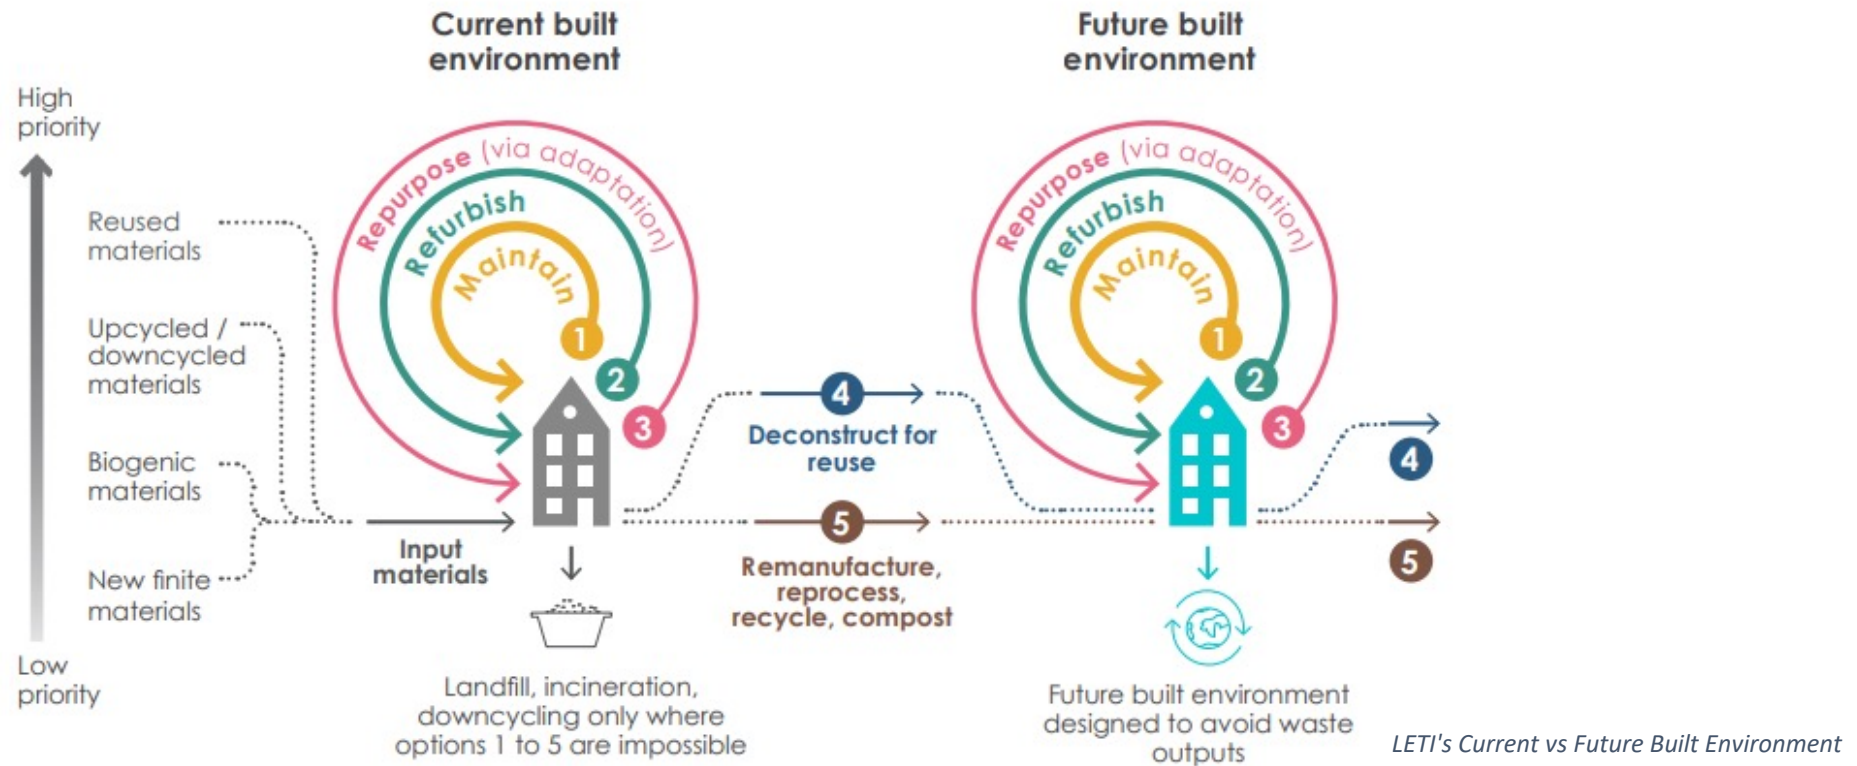 Current built
environment
Future built
environment
High
priority
Reused
materials
Upcycled /
downcycled
materials
Biogenic
materials
New finite
materials
Low
priority
Input
materials
Repurpose (via adaptation)
Refurbish
Maintain
1
2
3
4
Deconstruct for
reuse
5
Remanufacture,
reprocess,
recycle, compost
Landfill, incineration,
downcycling only where
options 1 to 5 are impossible
Repurpose (via adaptation)
Refurbish
Maintain
1
2
3
4
5
Future built environment
designed to avoid waste
outputs
LETI's Current vs Future Built Environment